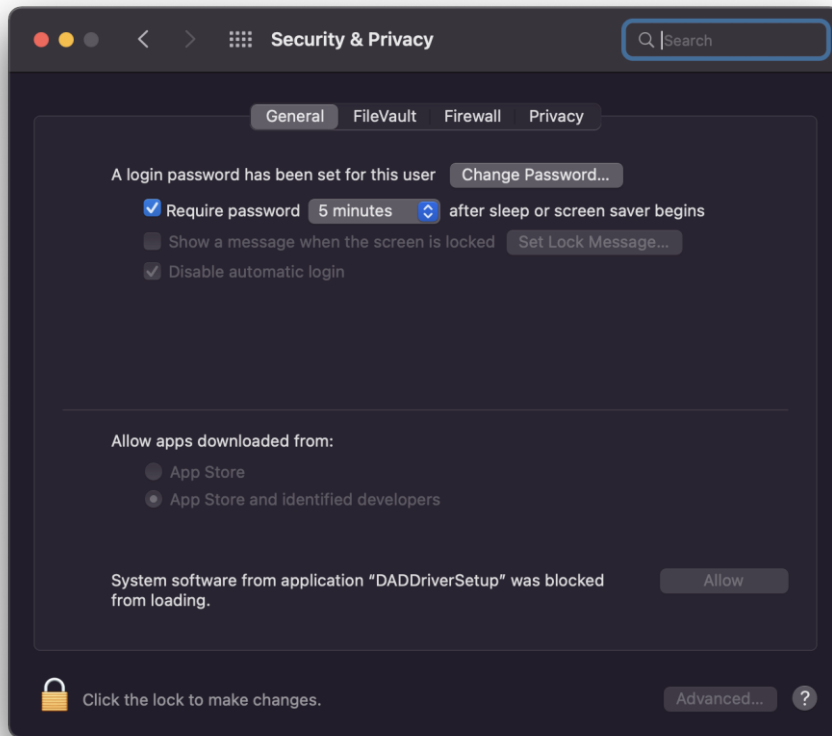 Security & Privacy
Search
General FileVault Firewall Privacy
A login password has been set for this user Change Password...
Require password 5 minutes after sleep or screen saver begins
Show a message when the screen is locked Set Lock Message...
Disable automatic login
Allow apps downloaded from:
App Store
App Store and identified developers
System software from application “DADDriverSetup” was blocked
from loading.
Allow
Click the lock to make changes.
Advanced... ?